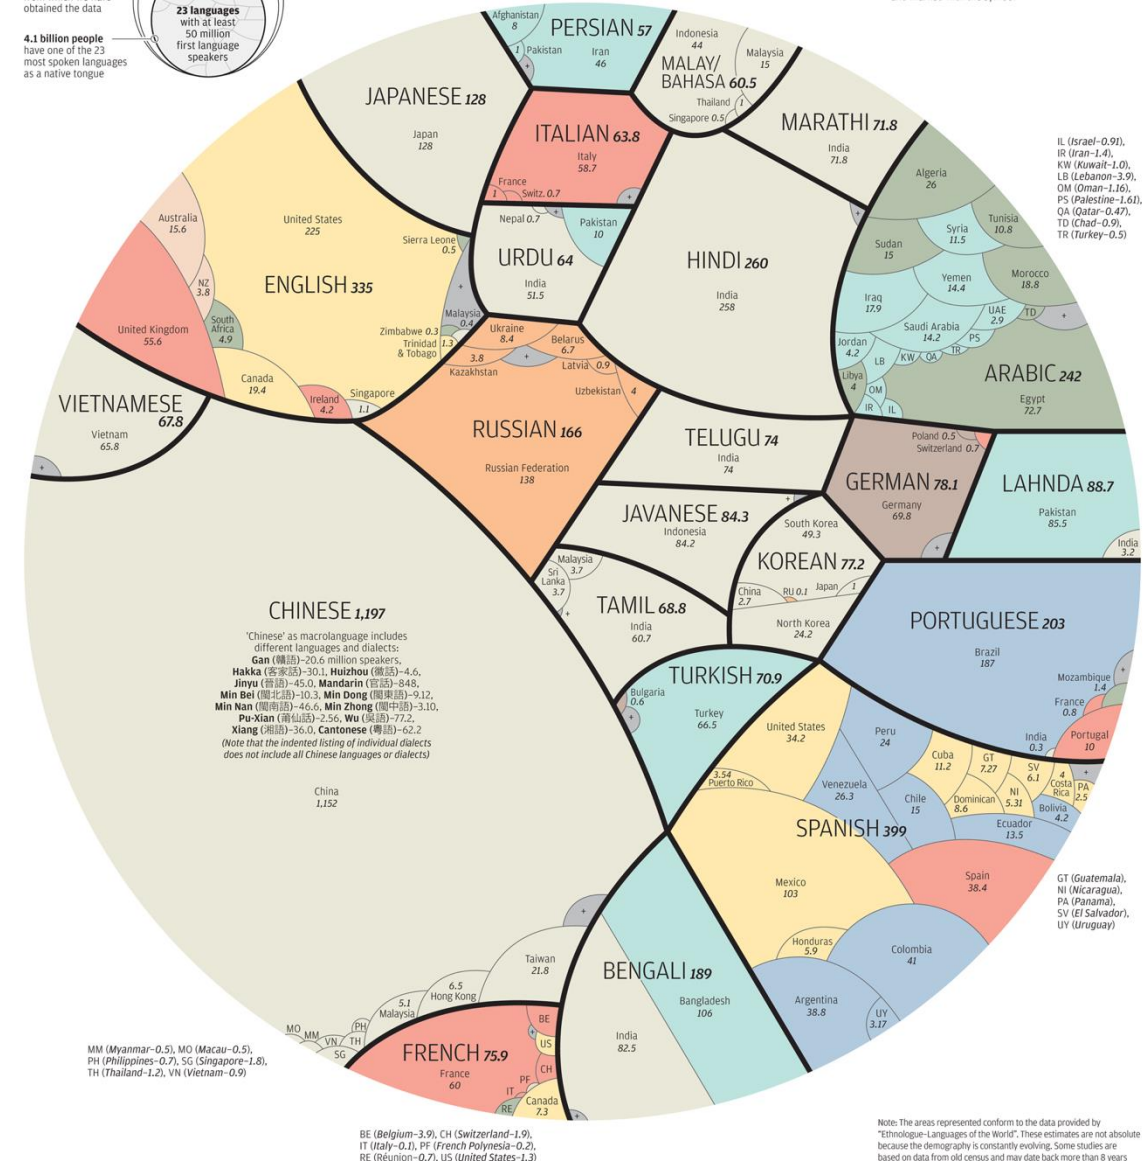 obtained the data
4.1 billion people
have one of the 23
most spoken languages
as a native tongue
23 languages
with at least
50 million
first language
speakers
PERSIAN 57
Afghanistan
8
1 Pakistan
Iran
46
+
MALAY/
BAHASA 60.5
Indonesia
44
Malaysia
15
Thailand
1
Singapore 0.5
MARATHI 71.8
India
71.8
JAPANESE 128
Japan
128
ITALIAN 63.8
Italy
58.7
France
1
Switz. 0.7
+
URDU 64
Nepal 0.7
+
Pakistan
10
India
51.5
HINDI 260
India
258
+
ENGLISH 335
United States
225
Australia
15.6
NZ
3.8
United Kingdom
55.6
South
Africa
4.9
Canada
19.4
Ireland
4.2
Singapore
1.1
Sierra Leone
0.5
+
Malaysia
0.4
Zimbabwe 0.3
Trinidad
& Tobago
1.3
ARABIC 242
Algeria
26
Sudan
15
Syria
11.5
Tunisia
10.8
Yemen
14.4
Morocco
18.8
Iraq
17.9
UAE
2.9
TD
+
Saudi Arabia
14.2
Jordan
4.2
LB
KW
QA
TR
PS
Libya
4
OM
IR
IL
Egypt
72.7
IL (Israel–0.91),
IR (Iran–1.4),
KW (Kuwait–1.0),
LB (Lebanon–3.9),
OM (Oman–1.16),
PS (Palestine–1.61),
QA (Qatar–0.47),
TD (Chad–0.9),
TR (Turkey–0.5)
VIETNAMESE
67.8
Vietnam
65.8
+
RUSSIAN 166
Ukraine
8.4
Belarus
6.7
3.8
Kazakhstan
+
Latvia
0.9
Uzbekistan
4
Russian Federation
138
TELUGU 74
India
74
GERMAN 78.1
Poland 0.5
Switzerland 0.7
Germany
69.8
+
LAHNDA 88.7
Pakistan
85.5
India
3.2
JAVANESE 84.3
Indonesia
84.2
+
KOREAN 77.2
South Korea
49.3
China
2.7
RU 0.1
Japan
1
North Korea
24.2
TAMIL 68.8
Malaysia
3.7
Sri
Lanka
3.7
+
India
60.7
TURKISH 70.9
Bulgaria
0.6
+
Turkey
66.5
PORTUGUESE 203
Brazil
187
Mozambique
1.4
France
0.8
India
0.3
Portugal
10
CHINESE 1,197
'Chinese' as macrolanguage includes
different languages and dialects:
Gan (贛語)–20.6 million speakers,
Hakka (客家話)–30.1, Huizhou (徽話)–4.6,
Jinyu (晉語)–45.0, Mandarin (官話)–848,
Min Bei (閩北語)–10.3, Min Dong (閩東語)–9.12,
Min Nan (閩南語)–46.6, Min Zhong (閩中語)–3.10,
Pu-Xian (莆仙話)–2.56, Wu (吳語)–77.2,
Xiang (湘語)–36.0, Cantonese (粵語)–62.2
(Note that the indented listing of individual dialects
does not include all Chinese languages or dialects)
China
1,152
+
Taiwan
21.8
6.5
Hong Kong
5.1
Malaysia
PH
TH
VN
SG
MM
MO
SPANISH 399
United States
34.2
3.54
Puerto Rico
Peru
24
Venezuela
26.3
Chile
15
Cuba
11.2
GT
7.27
SV
6.1
4
Costa
Rica
+
PA
2.5
Dominican
8.6
NI
5.31
Bolivia
4.2
Ecuador
13.5
Spain
38.4
Mexico
103
Honduras
5.9
Colombia
41
Argentina
38.8
UY
3.17
GT (Guatemala),
NI (Nicaragua),
PA (Panama),
SV (El Salvador),
UY (Uruguay)
BENGALI 189
Bangladesh
106
India
82.5
+
FRENCH 75.9
France
60
BE
+
US
CH
PF
IT
RE
Canada
7.3
MM (Myanmar–0.5), MO (Macau–0.5),
PH (Philippines–0.7), SG (Singapore–1.8),
TH (Thailand–1.2), VN (Vietnam–0.9)
BE (Belgium–3.9), CH (Switzerland–1.9),
IT (Italy–0.1), PF (French Polynesia–0.2),
RE (Réunion–0.7), US (United States–1.3)
Note: The areas represented conform to the data provided by
"Ethnologue-Languages of the World". These estimates are not absolute
because the demography is constantly evolving. Some studies are
based on data from old census and may date back more than 8 years